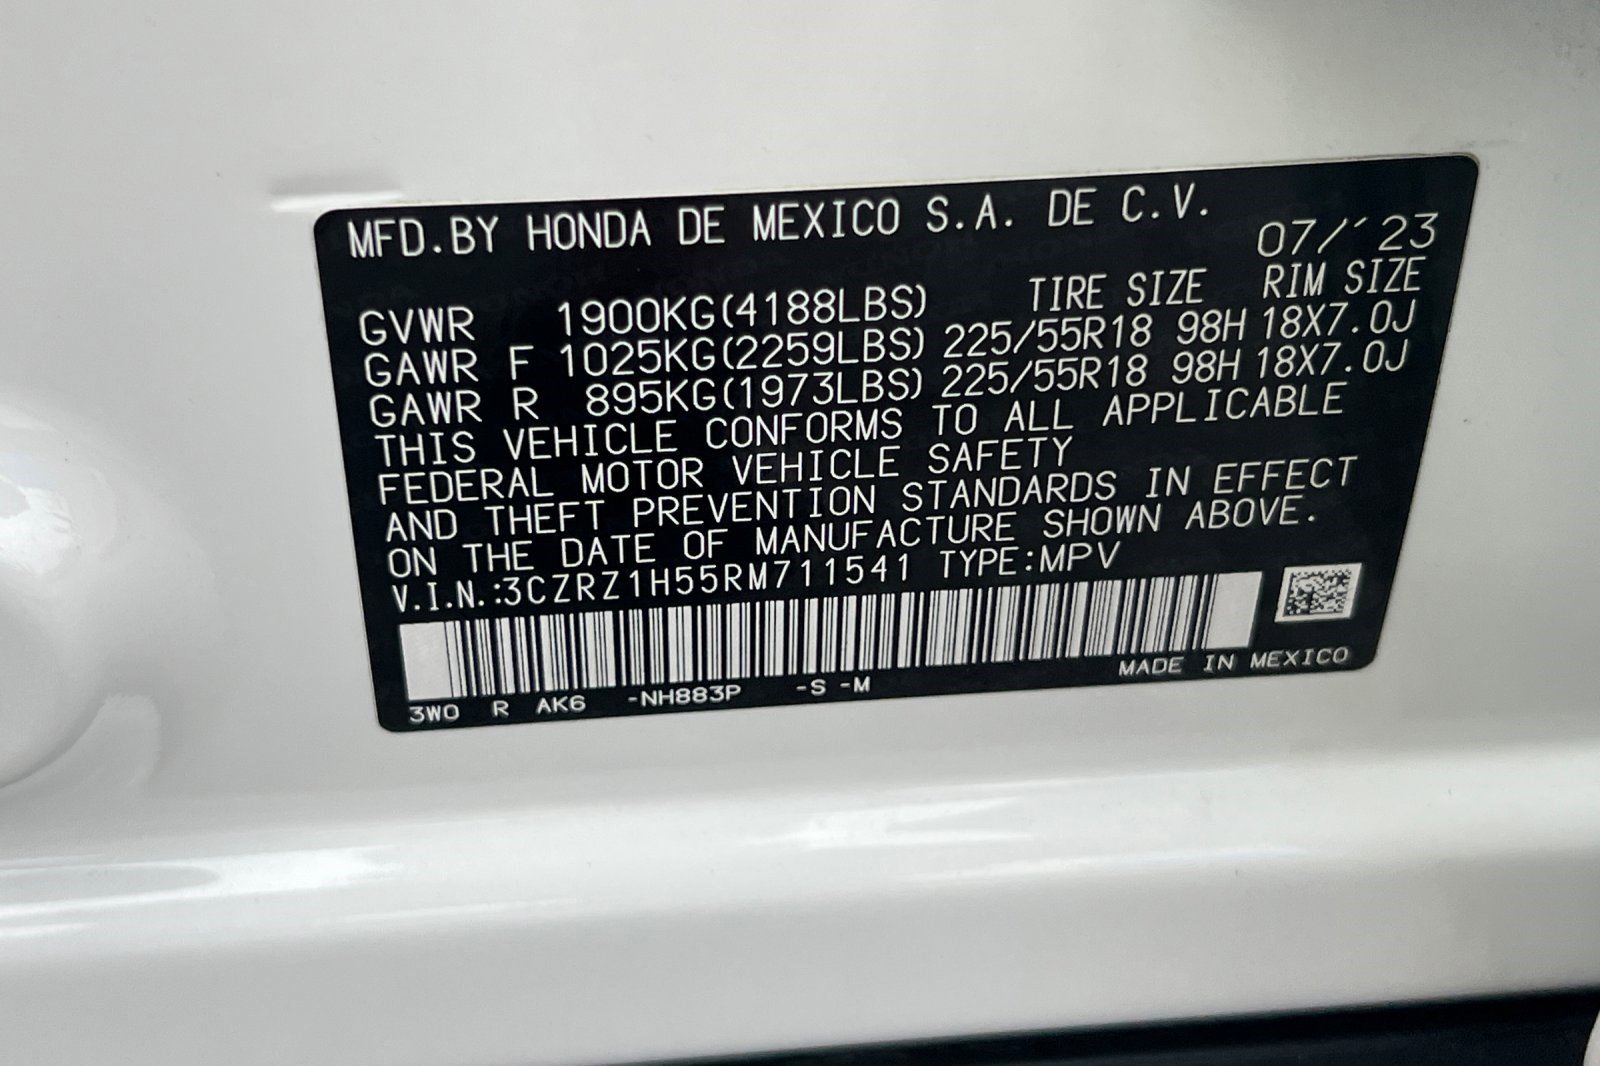 MFD.BY HONDA DE MEXICO S.A. DE C.V.
07/´23
TIRE SIZE RIM SIZE
GVWR 1900KG(4188LBS)
GAWR F 1025KG(2259LBS) 225/55R18 98H 18X7.0J
GAWR R 895KG(1973LBS) 225/55R18 98H 18X7.0J
THIS VEHICLE CONFORMS TO ALL APPLICABLE
FEDERAL MOTOR VEHICLE SAFETY
AND THEFT PREVENTION STANDARDS IN EFFECT
ON THE DATE OF MANUFACTURE SHOWN ABOVE.
V.I.N.:3CZRZ1H55RM711541 TYPE:MPV
3W0 R AK6 -NH883P -S -M MADE IN MEXICO